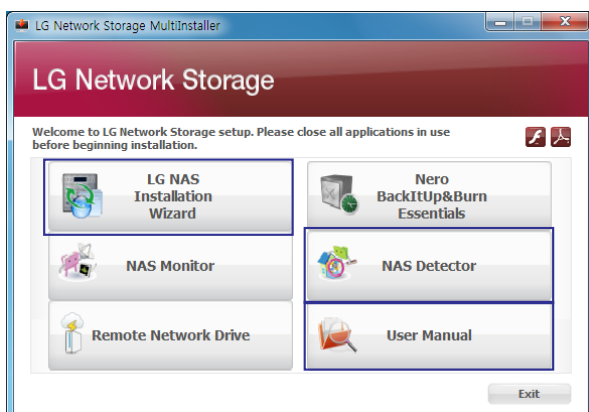 LG Network Storage MultiInstaller
LG Network Storage
Welcome to LG Network Storage setup. Please close all applications in use
before beginning installation.
LG NAS
Installation
Wizard
Nero
BackItUp&Burn
Essentials
NAS Monitor
NAS Detector
Remote Network Drive
User Manual
Exit